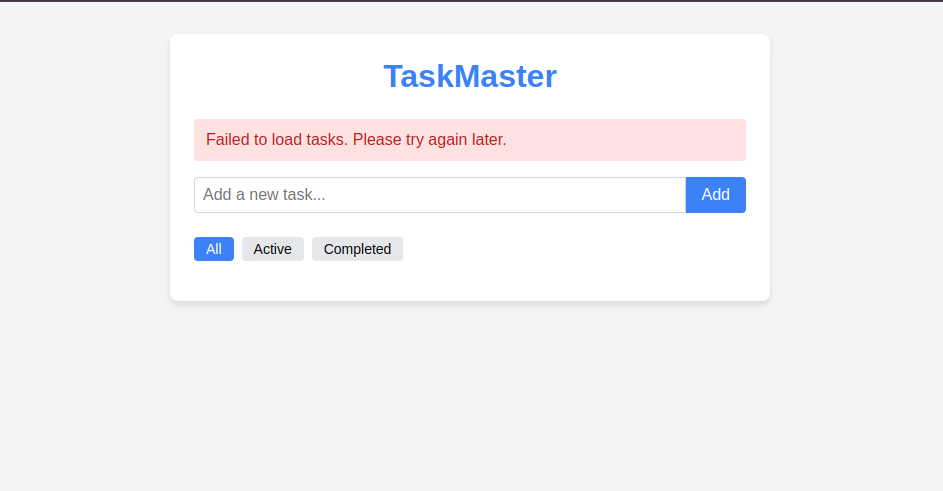 TaskMaster
Failed to load tasks. Please try again later.
Add a new task...
Add
All
Active
Completed